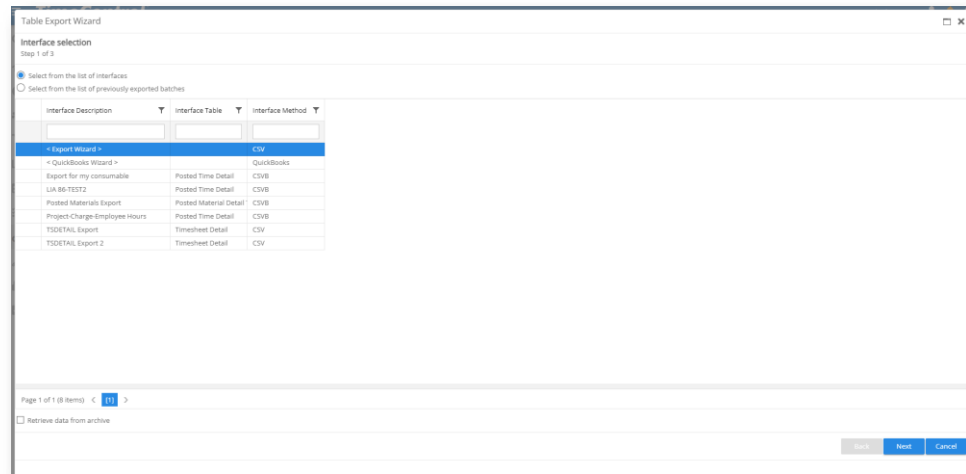 Table Export Wizard
Interface selection
Step 1 of 3
Select from the list of interfaces
Select from the list of previously exported batches
Interface Description Interface Table Interface Method
< Export Wizard > CSV
< QuickBooks Wizard > QuickBooks
Export for my consumable Posted Time Detail CSVB
LIA 86-TEST2 Posted Time Detail CSVB
Posted Materials Export Posted Material Detail CSVB
Project-Charge-Employee Hours Posted Time Detail CSVB
TSDETAIL Export Timesheet Detail CSV
TSDETAIL Export 2 Timesheet Detail CSV
Page 1 of 1 (8 items) < [1] >
Retrieve data from archive
Back Next Cancel